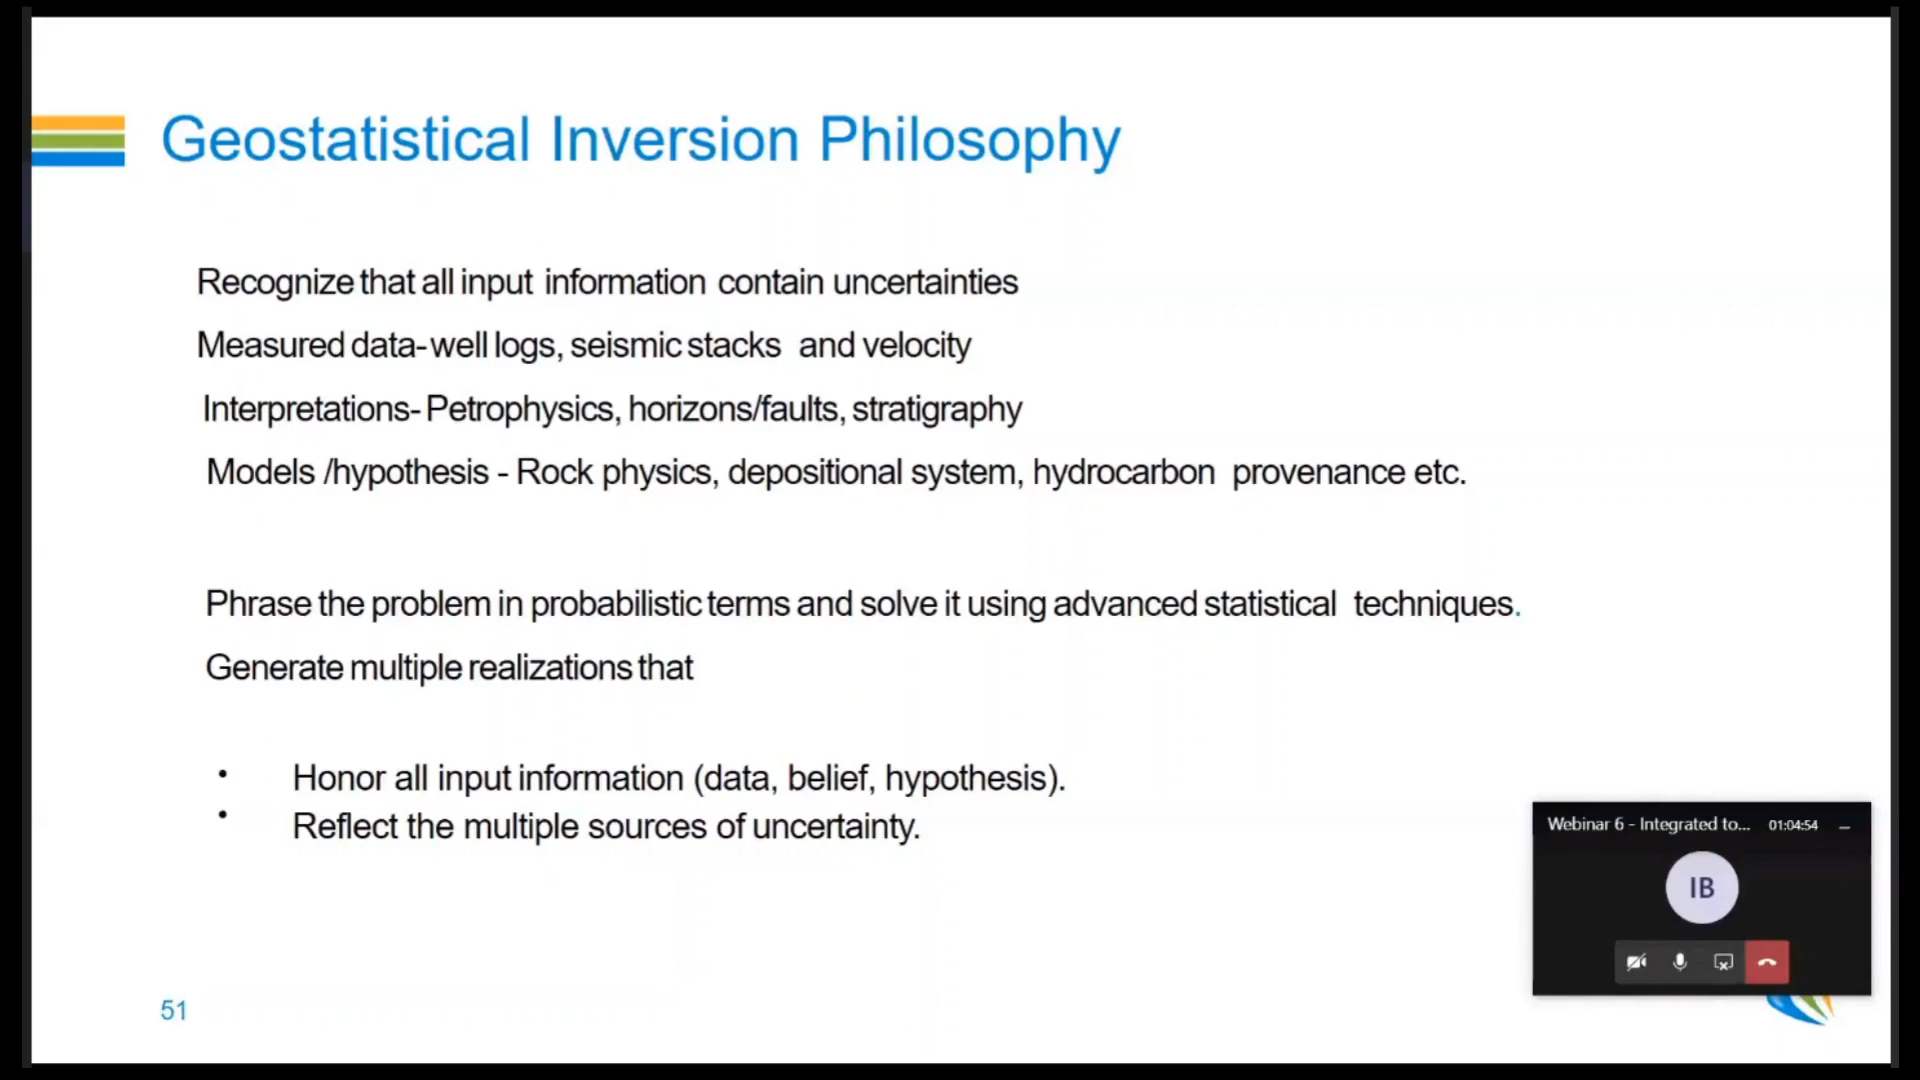 Geostatistical Inversion Philosophy
Recognize that all input information contain uncertainties
Measured data- well logs, seismic stacks and velocity
Interpretations- Petrophysics, horizons/faults, stratigraphy
Models /hypothesis - Rock physics, depositional system, hydrocarbon provenance etc.
Phrase the problem in probabilistic terms and solve it using advanced statistical techniques.
Generate multiple realizations that
• Honor all input information (data, belief, hypothesis).
• Reflect the multiple sources of uncertainty.
Webinar 6 - Integrated to... 01:04:54
IB
51